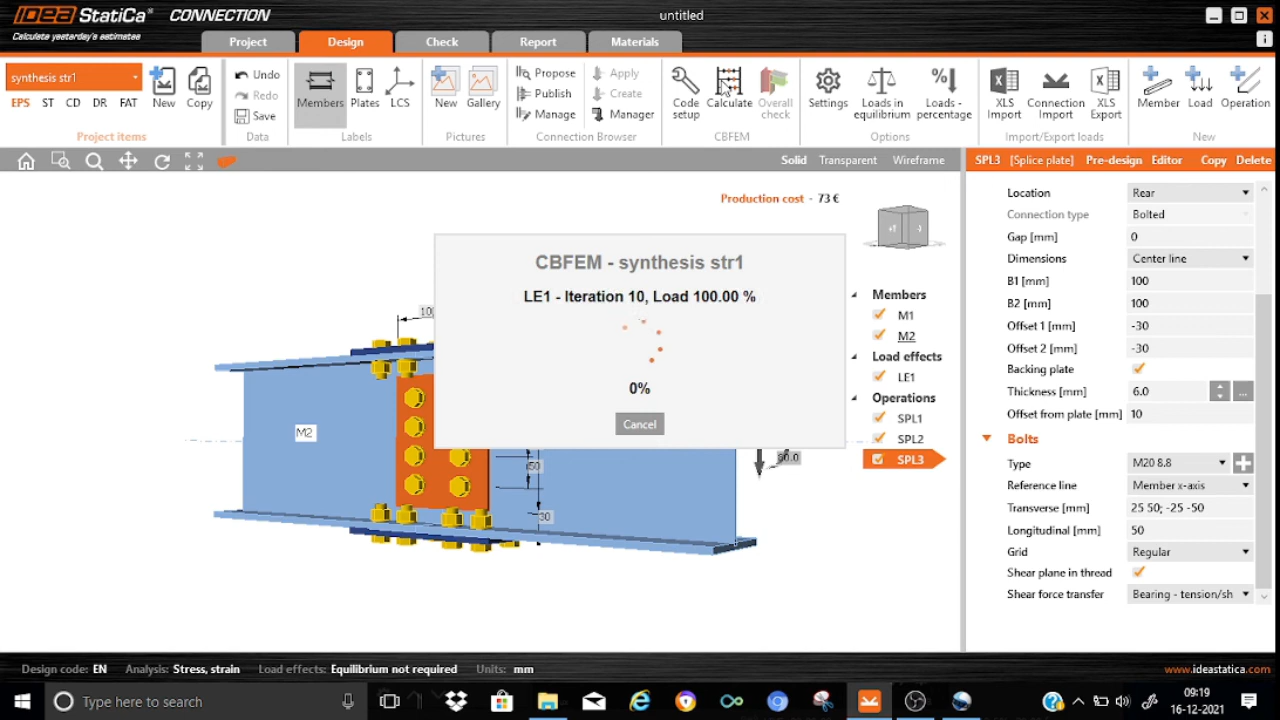 IDEA StatiCa® CONNECTION
Calculate yesterday's estimates
untitled
Project Design Check Report Materials
synthesis str1
EPS ST CD DR FAT
New Copy
Project items
Undo
Redo
Save
Data
Members Plates LCS
Labels
New Gallery
Pictures
Propose Apply
Publish Create
Manage Manager
Connection Browser
Code setup Calculate Overall check
CBFEM
Settings Loads in equilibrium Loads - percentage
Options
XLS Import Connection Import XLS Export
Import/Export loads
Member Load Operation
New
Solid Transparent Wireframe
SPL3 [Splice plate] Pre-design Editor Copy Delete
Production cost - 73 €
CBFEM - synthesis str1
LE1 - Iteration 10, Load 100.00 %
0%
Cancel
M2
10
50
30
Members
M1
M2
Load effects
LE1
Operations
SPL1
SPL2
SPL3
Location Rear
Connection type Bolted
Gap [mm] 0
Dimensions Center line
B1 [mm] 100
B2 [mm] 100
Offset 1 [mm] -30
Offset 2 [mm] -30
Backing plate
Thickness [mm] 6.0
Offset from plate [mm] 10
Bolts
Type M20 8.8
Reference line Member x-axis
Transverse [mm] 25 50; -25 -50
Longitudinal [mm] 50
Grid Regular
Shear plane in thread
Shear force transfer Bearing - tension/sh
Design code: EN Analysis: Stress, strain Load effects: Equilibrium not required Units: mm
www.ideastatica.com
Type here to search
09:19
16-12-2021